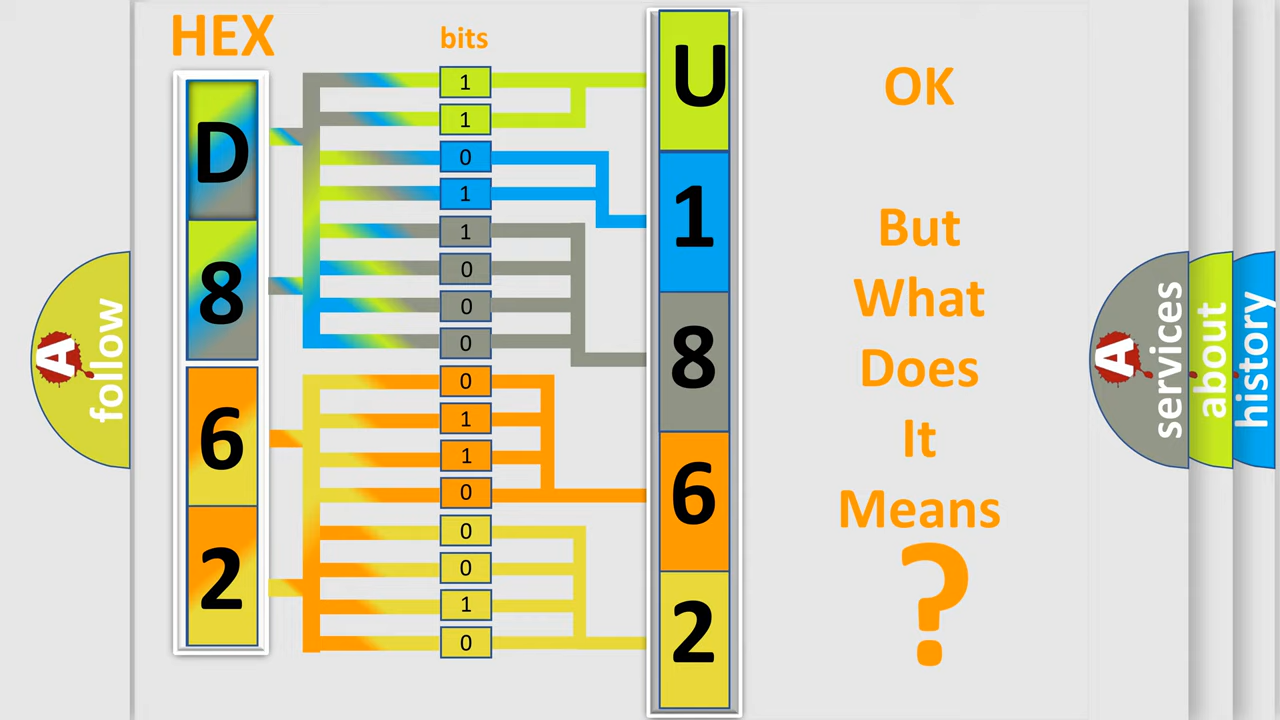 HEX
bits
D
8
6
2
1
1
0
1
1
0
0
0
0
1
1
0
0
0
1
0
U
1
8
6
2
OK
But
What
Does
It
Means
?
A
follow
A
services
about
history